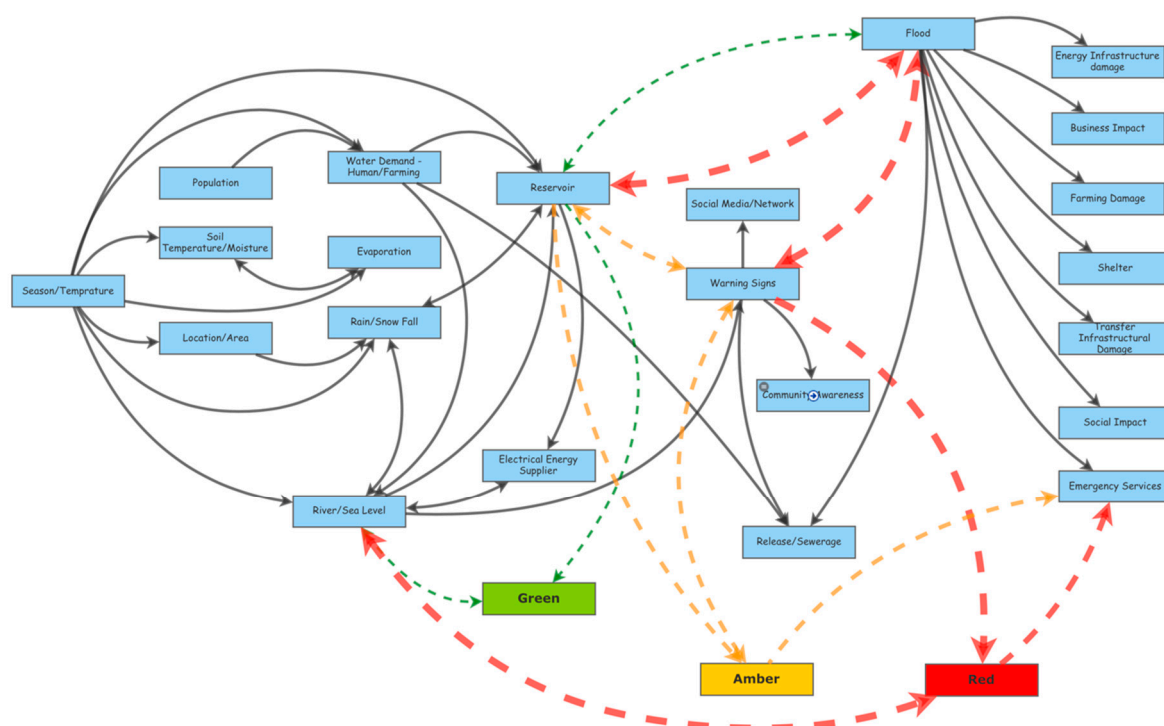 Flood
Energy Infrastructure
damage
Business Impact
Water Demand -
Human/Farming
Population
Reservoir
Farming Damage
Social Media/Network
Soil
Temperature/Moisture
Evaporation
Shelter
Season/Temprature
Warning Signs
Rain/Snow Fall
Location/Area
Transfer
Infrastructural
Damage
Community Awareness
Social Impact
Electrical Energy
Supplier
Emergency Services
River/Sea Level
Release/Sewerage
Green
Amber
Red